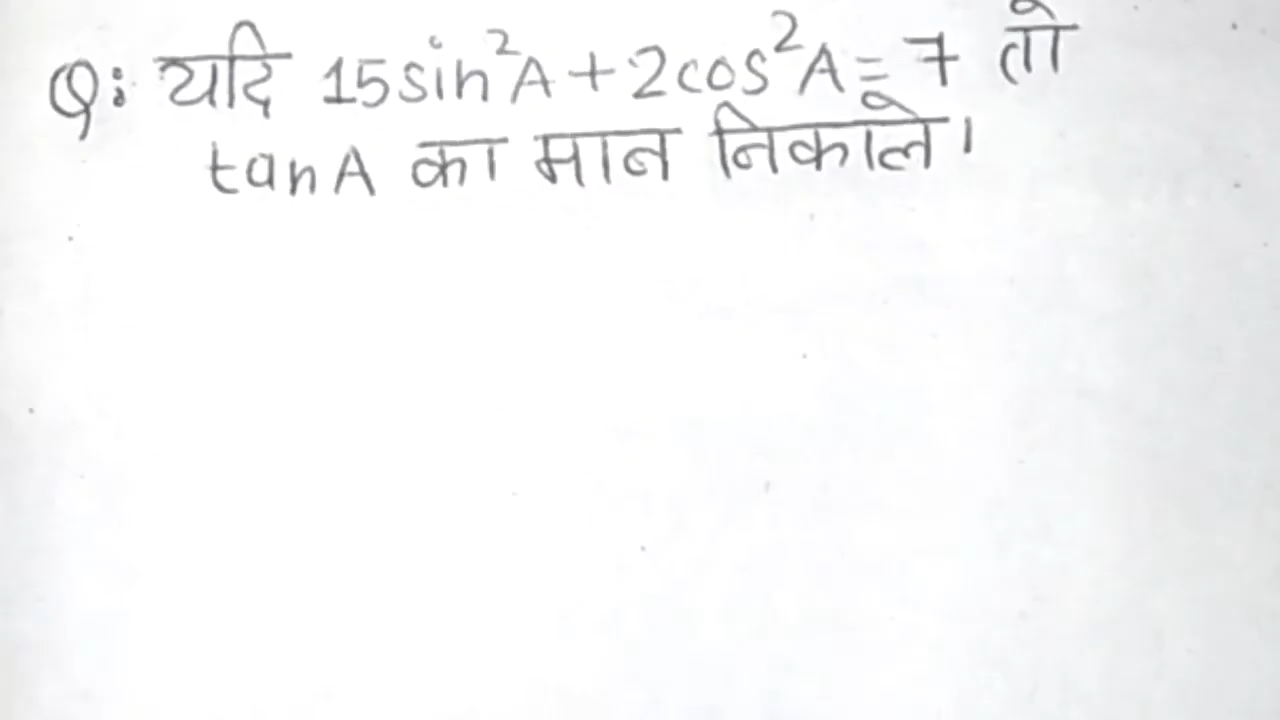 Q: यदि 15sin²A+2cos²A=7 तो
tanA का मान निकाले।